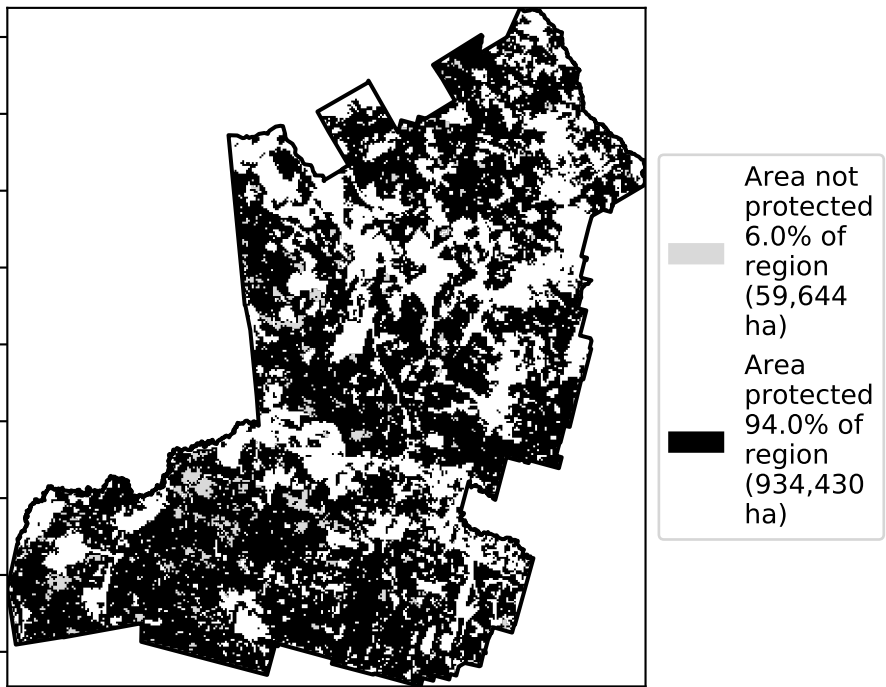 Area not
protected
6.0% of
region
(59,644
ha)
Area
protected
94.0% of
region
(934,430
ha)